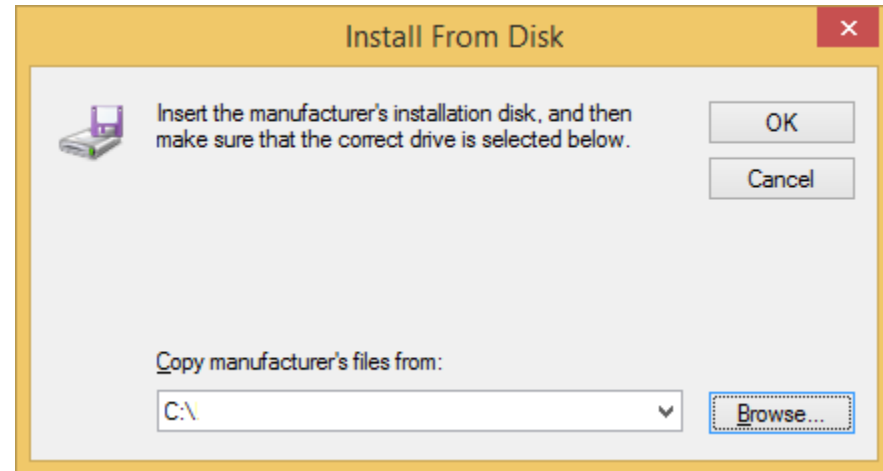 Install From Disk
Insert the manufacturer's installation disk, and then
make sure that the correct drive is selected below.
OK
Cancel
Copy manufacturer's files from:
C:\
Browse...